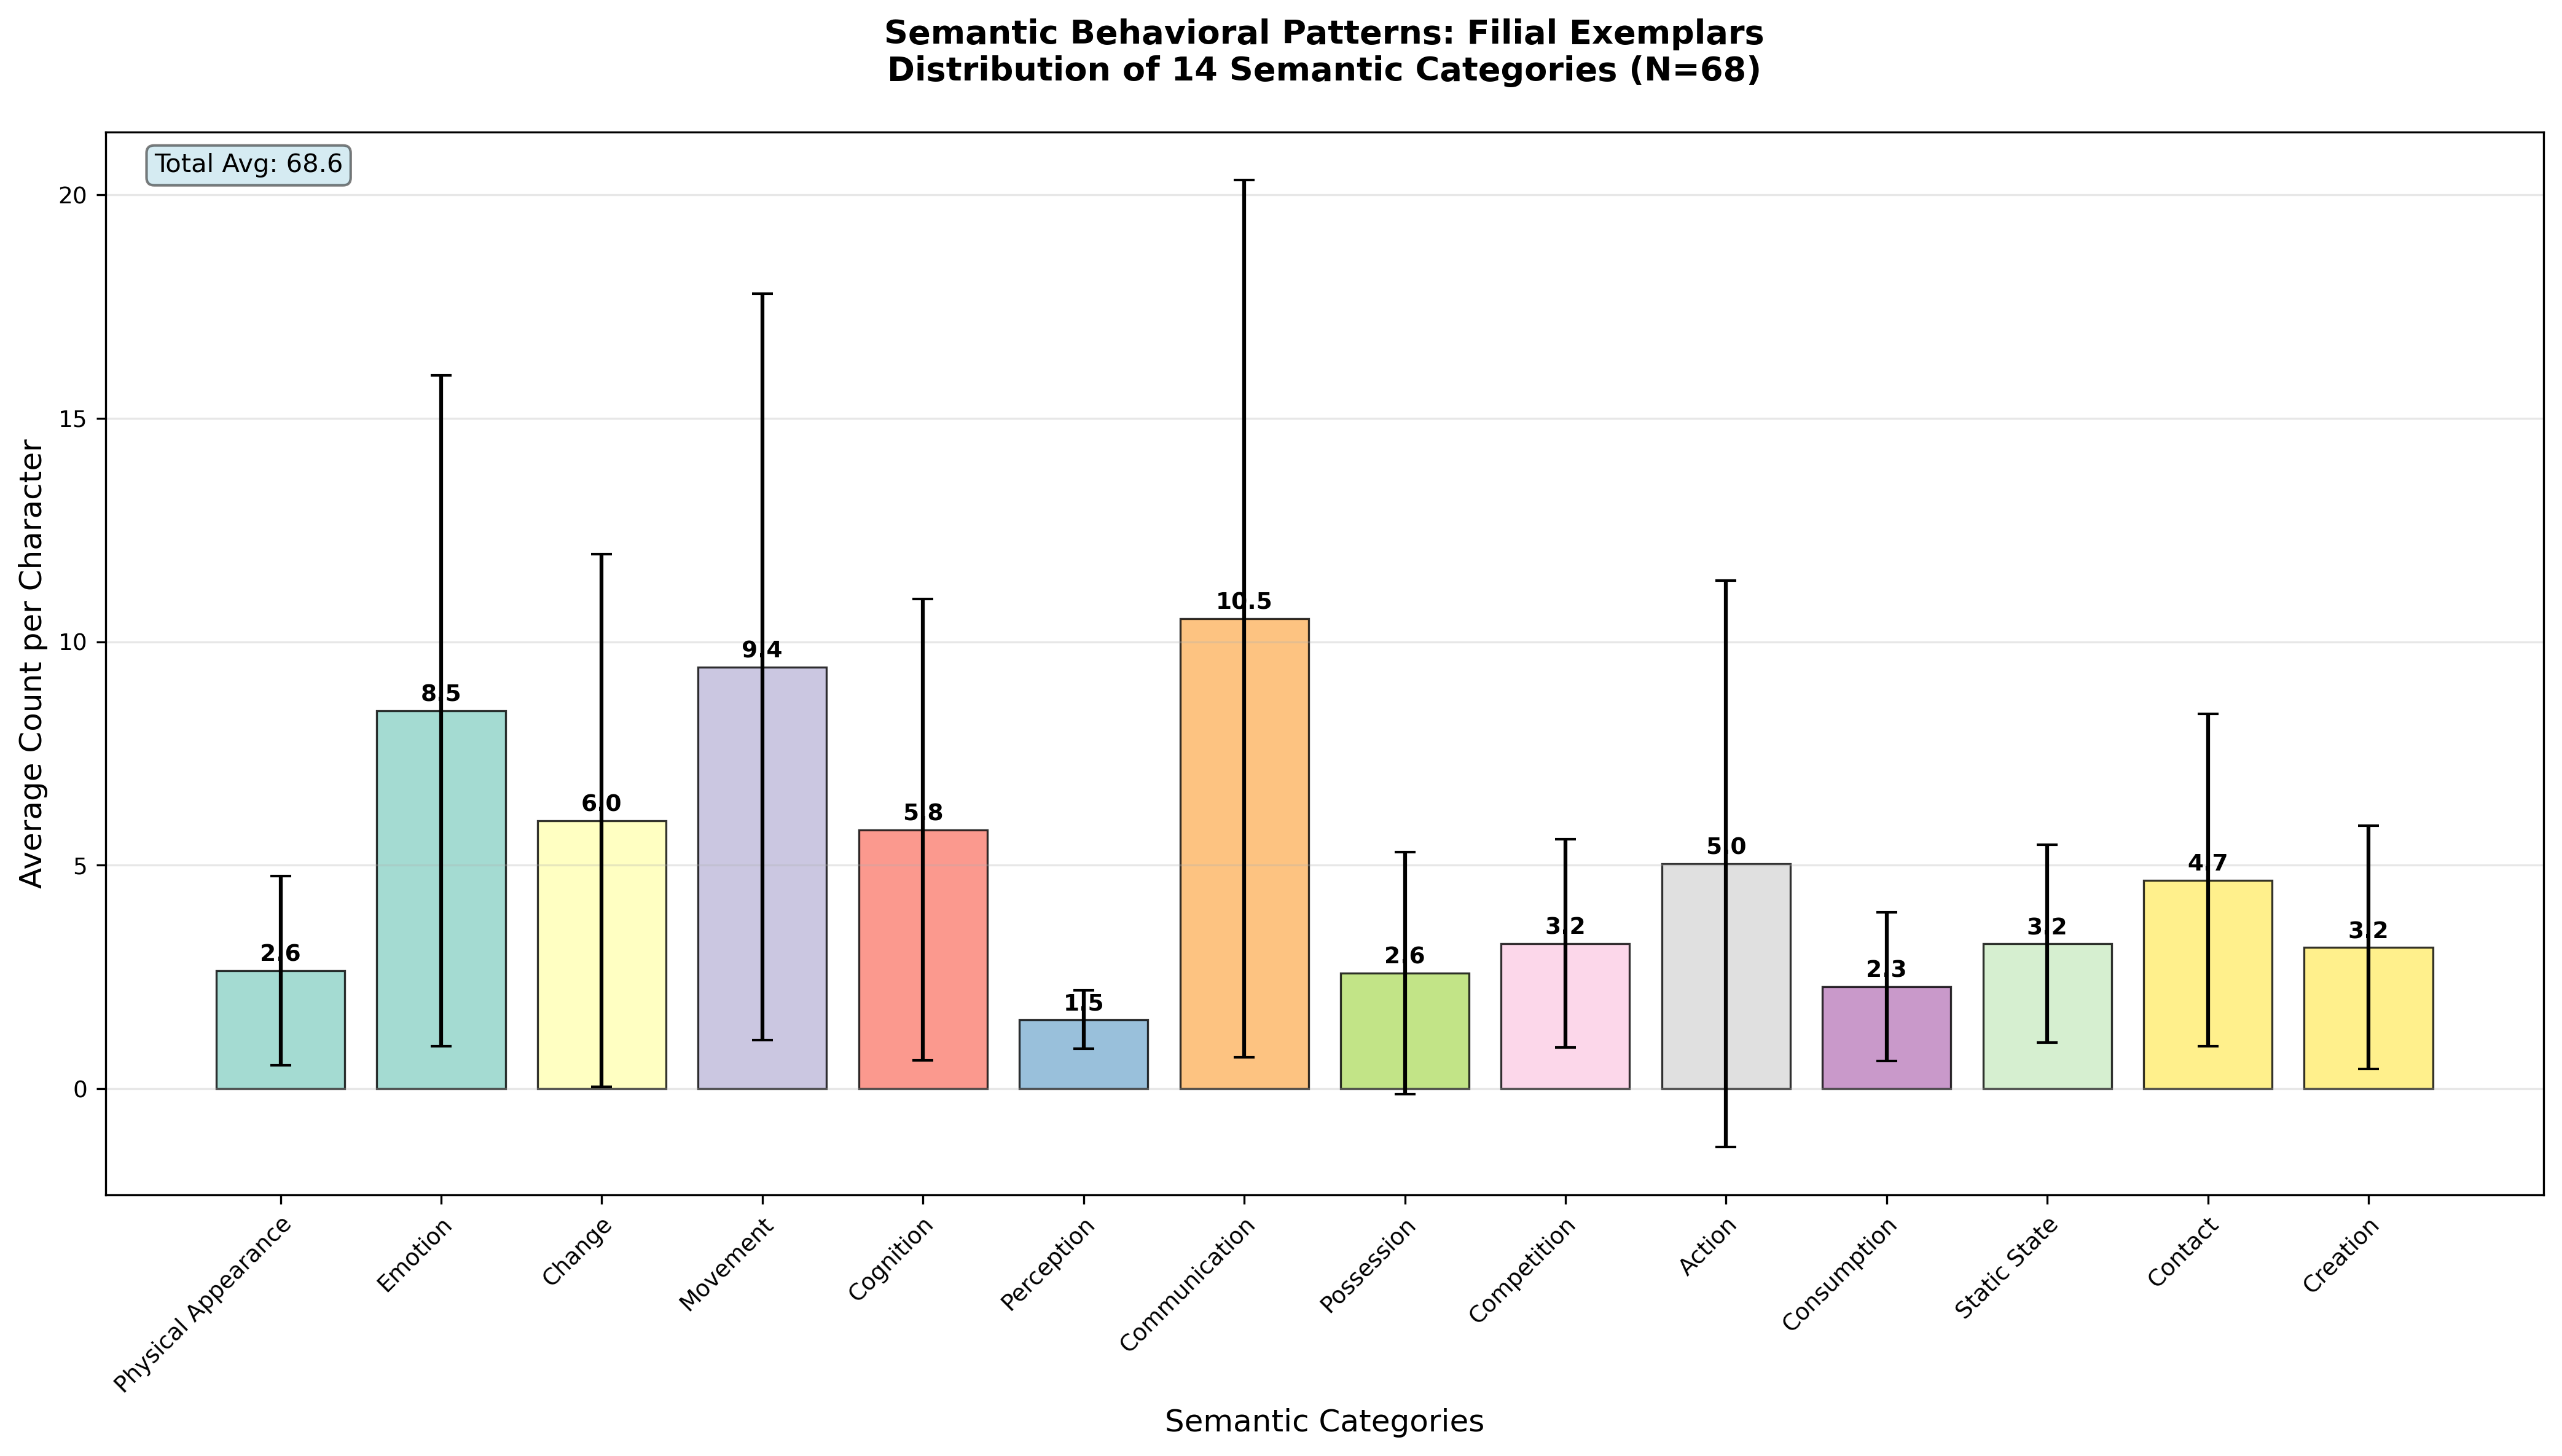 Semantic Behavioral Patterns: Filial Exemplars
Distribution of 14 Semantic Categories (N=68)
Total Avg: 68.6
Average Count per Character
20
15
10
5
0
2.6
8.5
6.0
9.4
5.8
1.5
10.5
2.6
3.2
5.0
2.3
3.2
4.7
3.2
Physical Appearance
Emotion
Change
Movement
Cognition
Perception
Communication
Possession
Competition
Action
Consumption
Static State
Contact
Creation
Semantic Categories